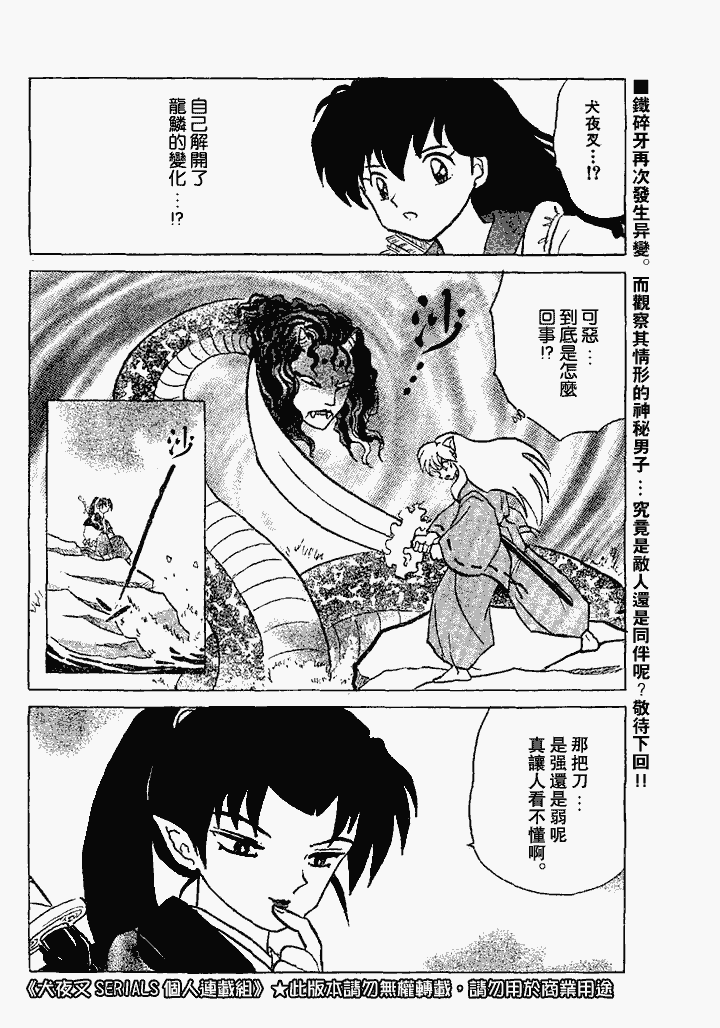 犬夜叉…!?
自己解開了
龍鱗的變化…!?
可惡…
到底是怎麼
回事!?
沙…
沙
那把刀…
是强還是弱呢
真讓人看不懂啊。
■鐵碎牙再次發生异變。而觀察其情形的神秘男子…究竟是敵人還是同伴呢?敬待下回!!
《犬夜叉 SERIALS 個人連載組》★此版本請勿無權轉載，請勿用於商業用途